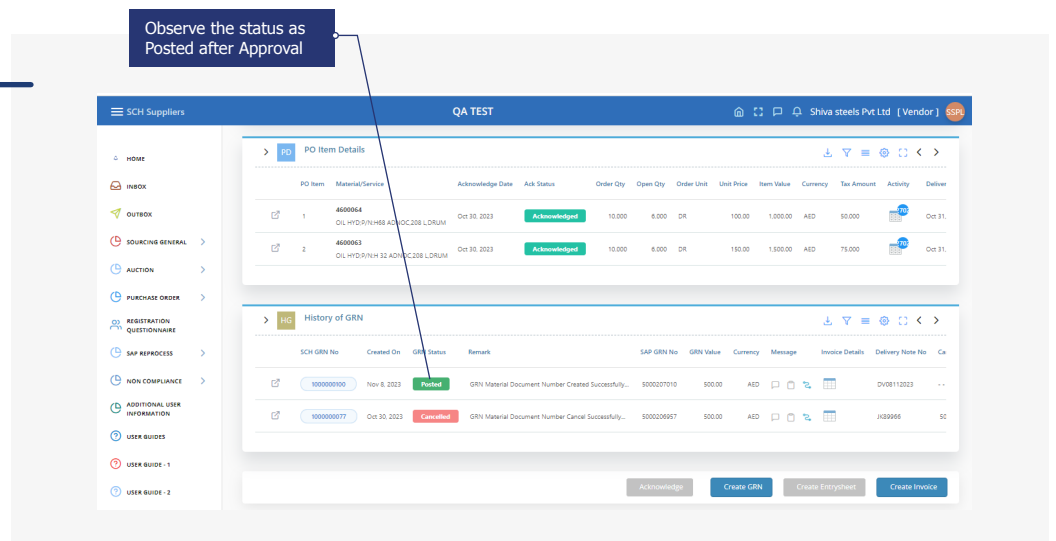 Observe the status as
Posted after Approval
SCH Suppliers
QA TEST
Shiva steels Pvt Ltd [ Vendor ]
SSPL
HOME
INBOX
OUTBOX
SOURCING GENERAL
AUCTION
PURCHASE ORDER
REGISTRATION
QUESTIONNAIRE
SAP REPROCESS
NON COMPLIANCE
ADDITIONAL USER
INFORMATION
USER GUIDES
USER GUIDE - 1
USER GUIDE - 2
PD PO Item Details
PO Item Material/Service Acknowledge Date Ack Status Order Qty Open Qty Order Unit Unit Price Item Value Currency Tax Amount Activity Deliver
1 4600064 Oct 30, 2023 Acknowledged 10.000 6.000 DR 100.00 1,000.00 AED 50.000 Oct 31,
OIL HYD:P/N:H68 ADNOC,208 L.DRUM
2 4600063 Oct 30, 2023 Acknowledged 10.000 6.000 DR 150.00 1,500.00 AED 75.000 Oct 31,
OIL HYD:P/N:H 32 ADNOC,208 L.DRUM
HG History of GRN
SCH GRN No Created On GRN Status Remark SAP GRN No GRN Value Currency Message Invoice Details Delivery Note No Ca
1000000100 Nov 8, 2023 Posted GRN Material Document Number Created Successfully... 5000207010 500.00 AED DV08112023 - -
1000000077 Oct 30, 2023 Cancelled GRN Material Document Number Cancel Successfully... 5000206957 500.00 AED JK89966 50
Acknowledge
Create GRN
Create Entrysheet
Create Invoice